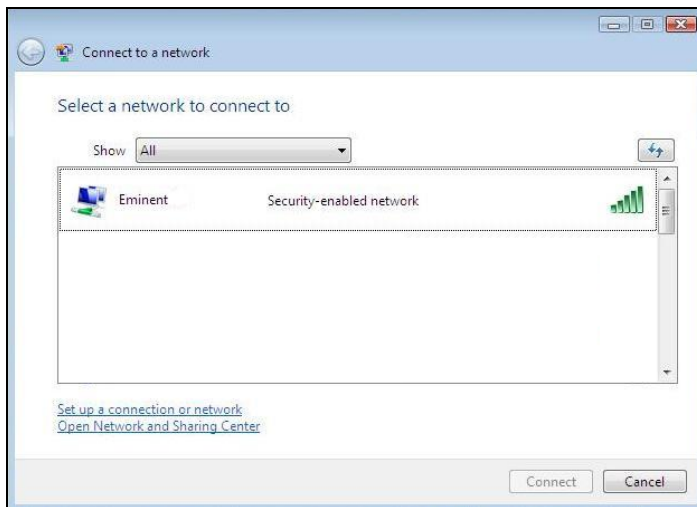 Connect to a network
Select a network to connect to
Show All
Eminent Security-enabled network
Set up a connection or network
Open Network and Sharing Center
Connect Cancel